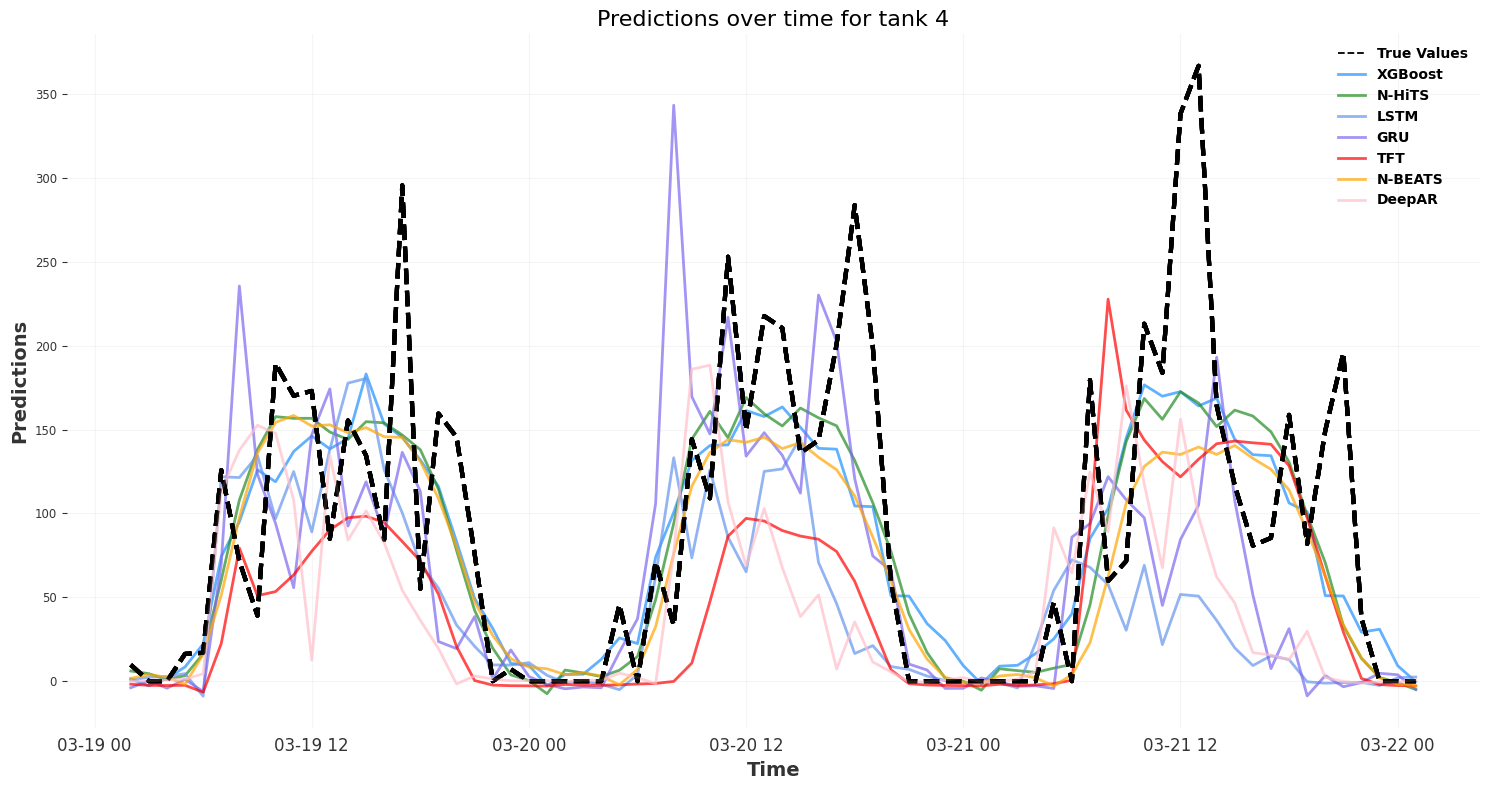 Predictions over time for tank 4
True Values
XGBoost
N-HiTS
LSTM
GRU
TFT
N-BEATS
DeepAR
Predictions
350
300
250
200
150
100
50
0
03-19 00
03-19 12
03-20 00
03-20 12
03-21 00
03-21 12
03-22 00
Time